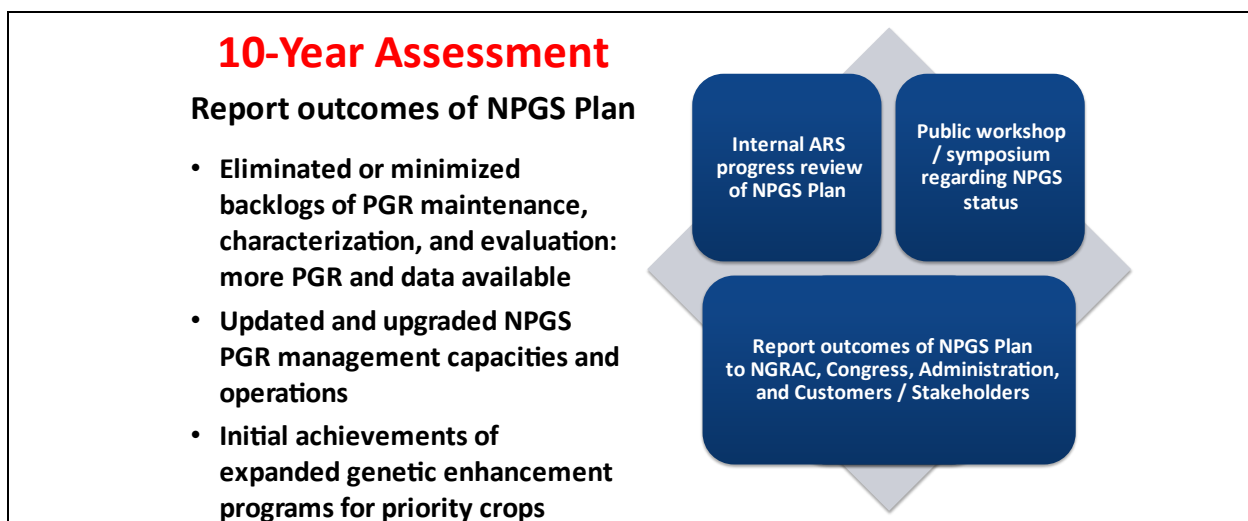 10-Year Assessment
Report outcomes of NPGS Plan
• Eliminated or minimized
backlogs of PGR maintenance,
characterization, and evaluation:
more PGR and data available
• Updated and upgraded NPGS
PGR management capacities and
operations
• Initial achievements of
expanded genetic enhancement
programs for priority crops
Internal ARS
progress review
of NPGS Plan
Public workshop
/ symposium
regarding NPGS
status
Report outcomes of NPGS Plan
to NGRAC, Congress, Administration,
and Customers / Stakeholders